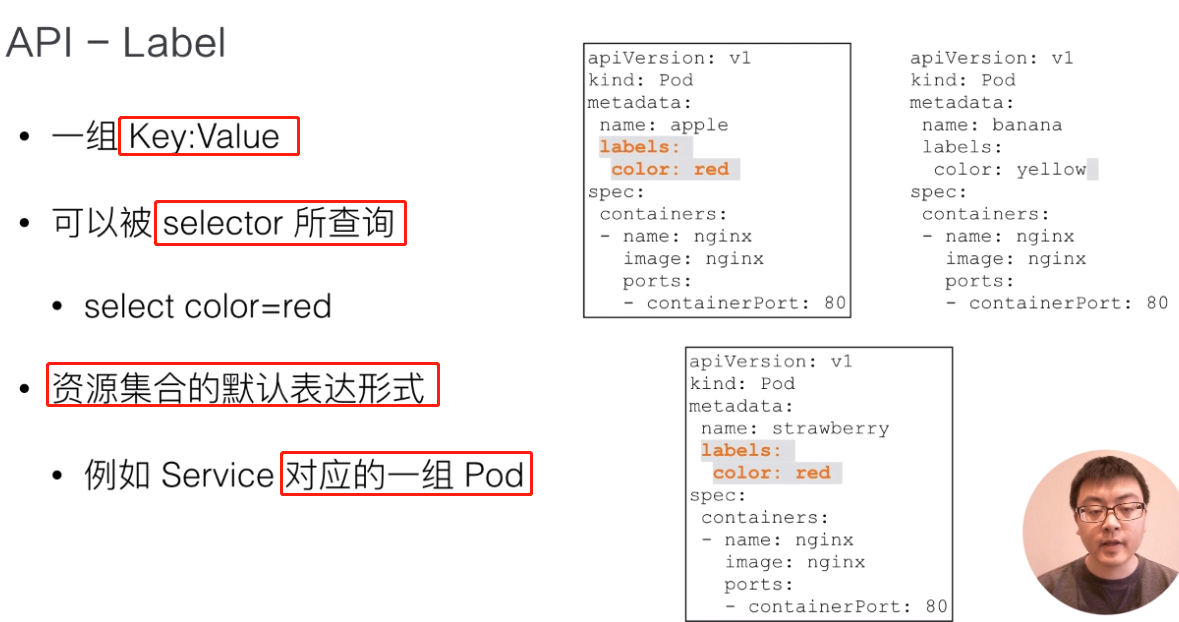 API – Label
• 一组 Key:Value
• 可以被 selector 所查询
• select color=red
• 资源集合的默认表达形式
• 例如 Service 对应的一组 Pod
apiVersion: v1
kind: Pod
metadata:
 name: apple
 labels:
  color: red
spec:
 containers:
 - name: nginx
   image: nginx
   ports:
   - containerPort: 80
apiVersion: v1
kind: Pod
metadata:
 name: banana
 labels:
  color: yellow
spec:
 containers:
 - name: nginx
   image: nginx
   ports:
   - containerPort: 80
apiVersion: v1
kind: Pod
metadata:
 name: strawberry
 labels:
  color: red
spec:
 containers:
 - name: nginx
   image: nginx
   ports:
   - containerPort: 80